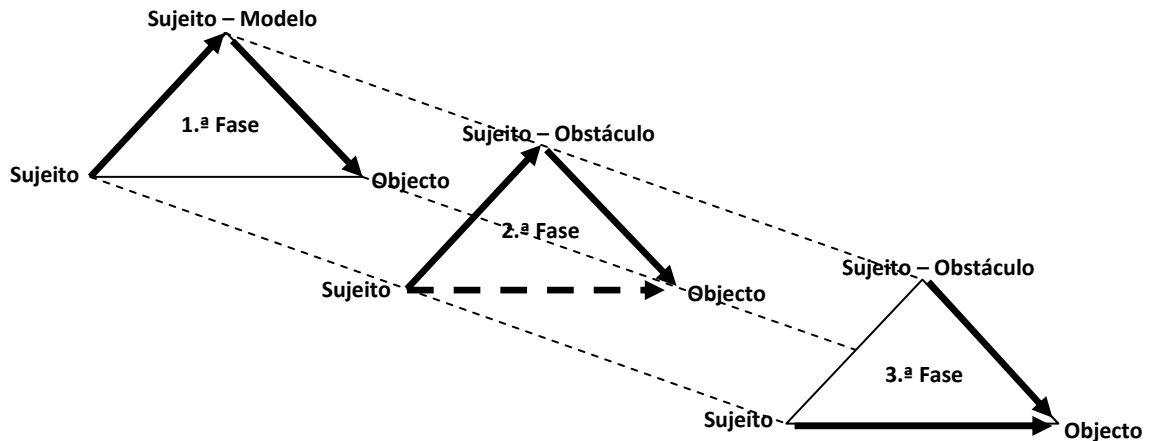 Sujeito – Modelo
1.ª Fase
Sujeito
Objecto
Sujeito – Obstáculo
2.ª Fase
Sujeito
Objecto
Sujeito – Obstáculo
3.ª Fase
Sujeito
Objecto